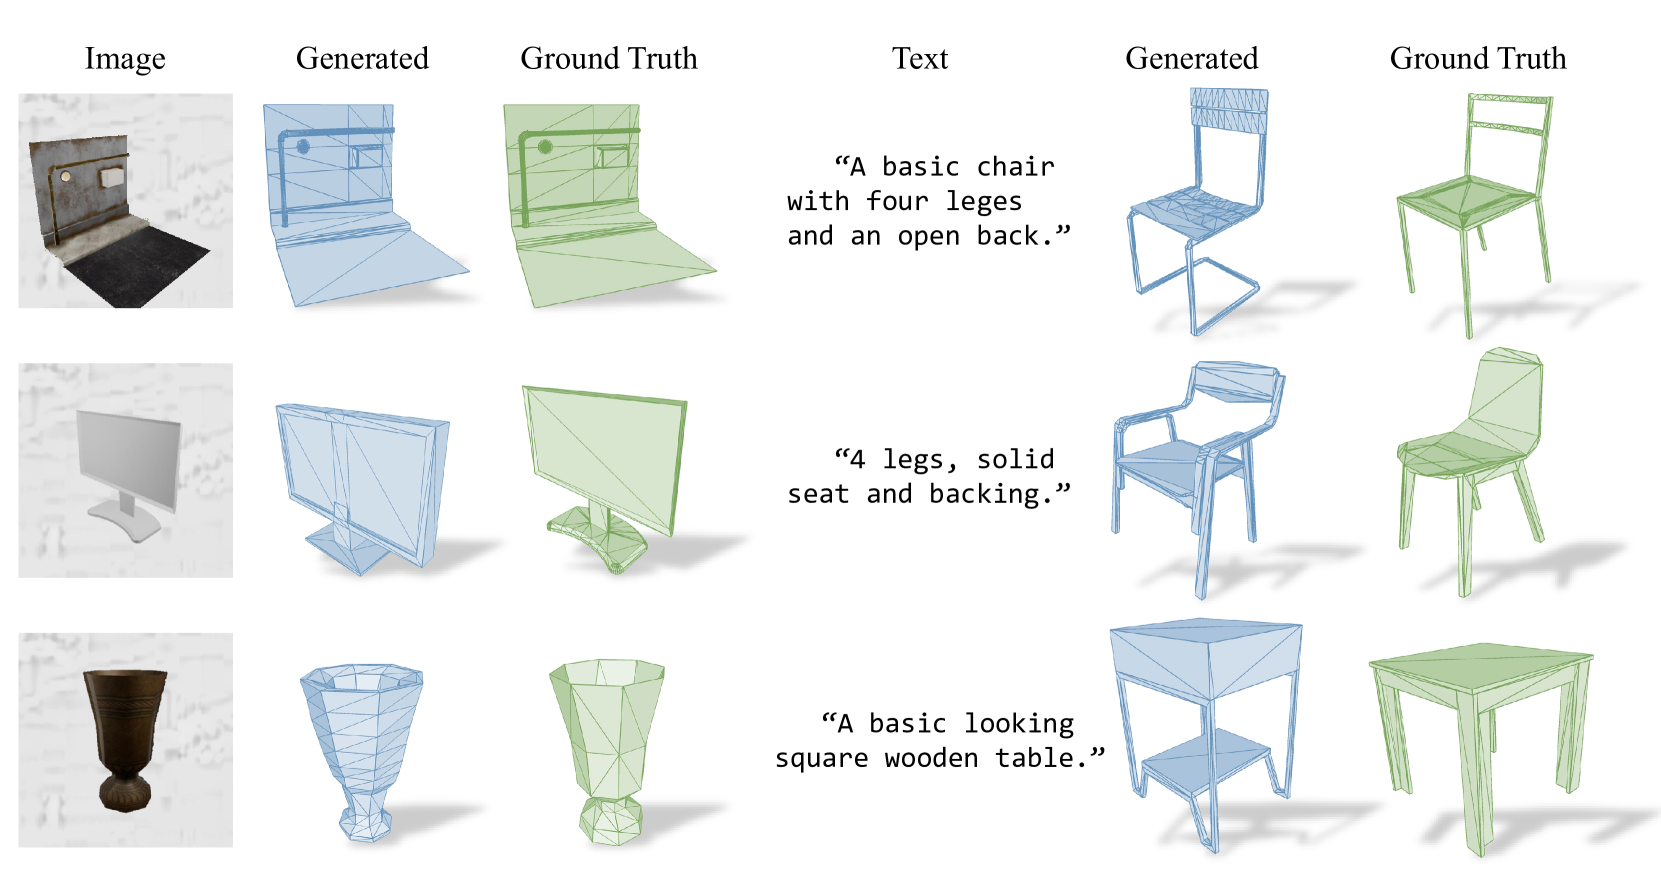 Image
Generated
Ground Truth
Text
Generated
Ground Truth
“A basic chair
with four leges
and an open back.”
“4 legs, solid
seat and backing.”
“A basic looking
square wooden table.”